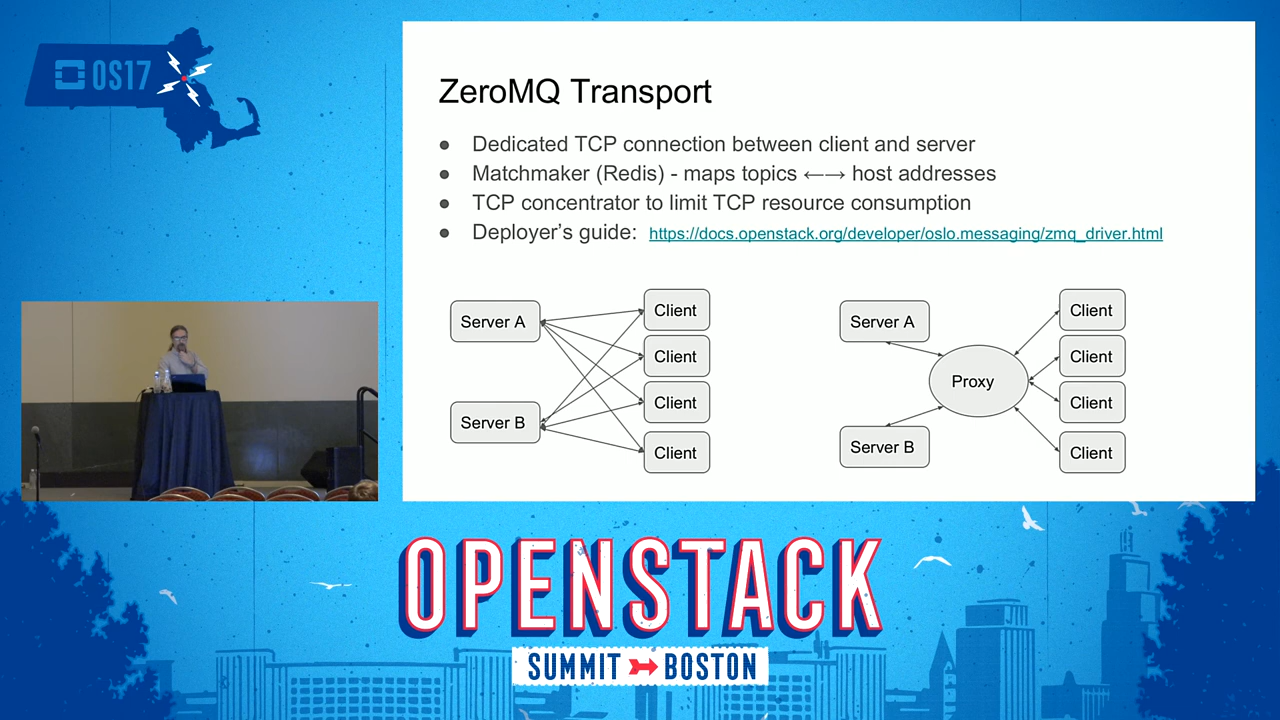 OS17
ZeroMQ Transport
● Dedicated TCP connection between client and server
● Matchmaker (Redis) - maps topics ←→ host addresses
● TCP concentrator to limit TCP resource consumption
● Deployer’s guide: https://docs.openstack.org/developer/oslo.messaging/zmq_driver.html
Server A
Server B
Client
Client
Client
Client
Server A
Server B
Proxy
Client
Client
Client
Client
OPENSTACK
SUMMIT BOSTON